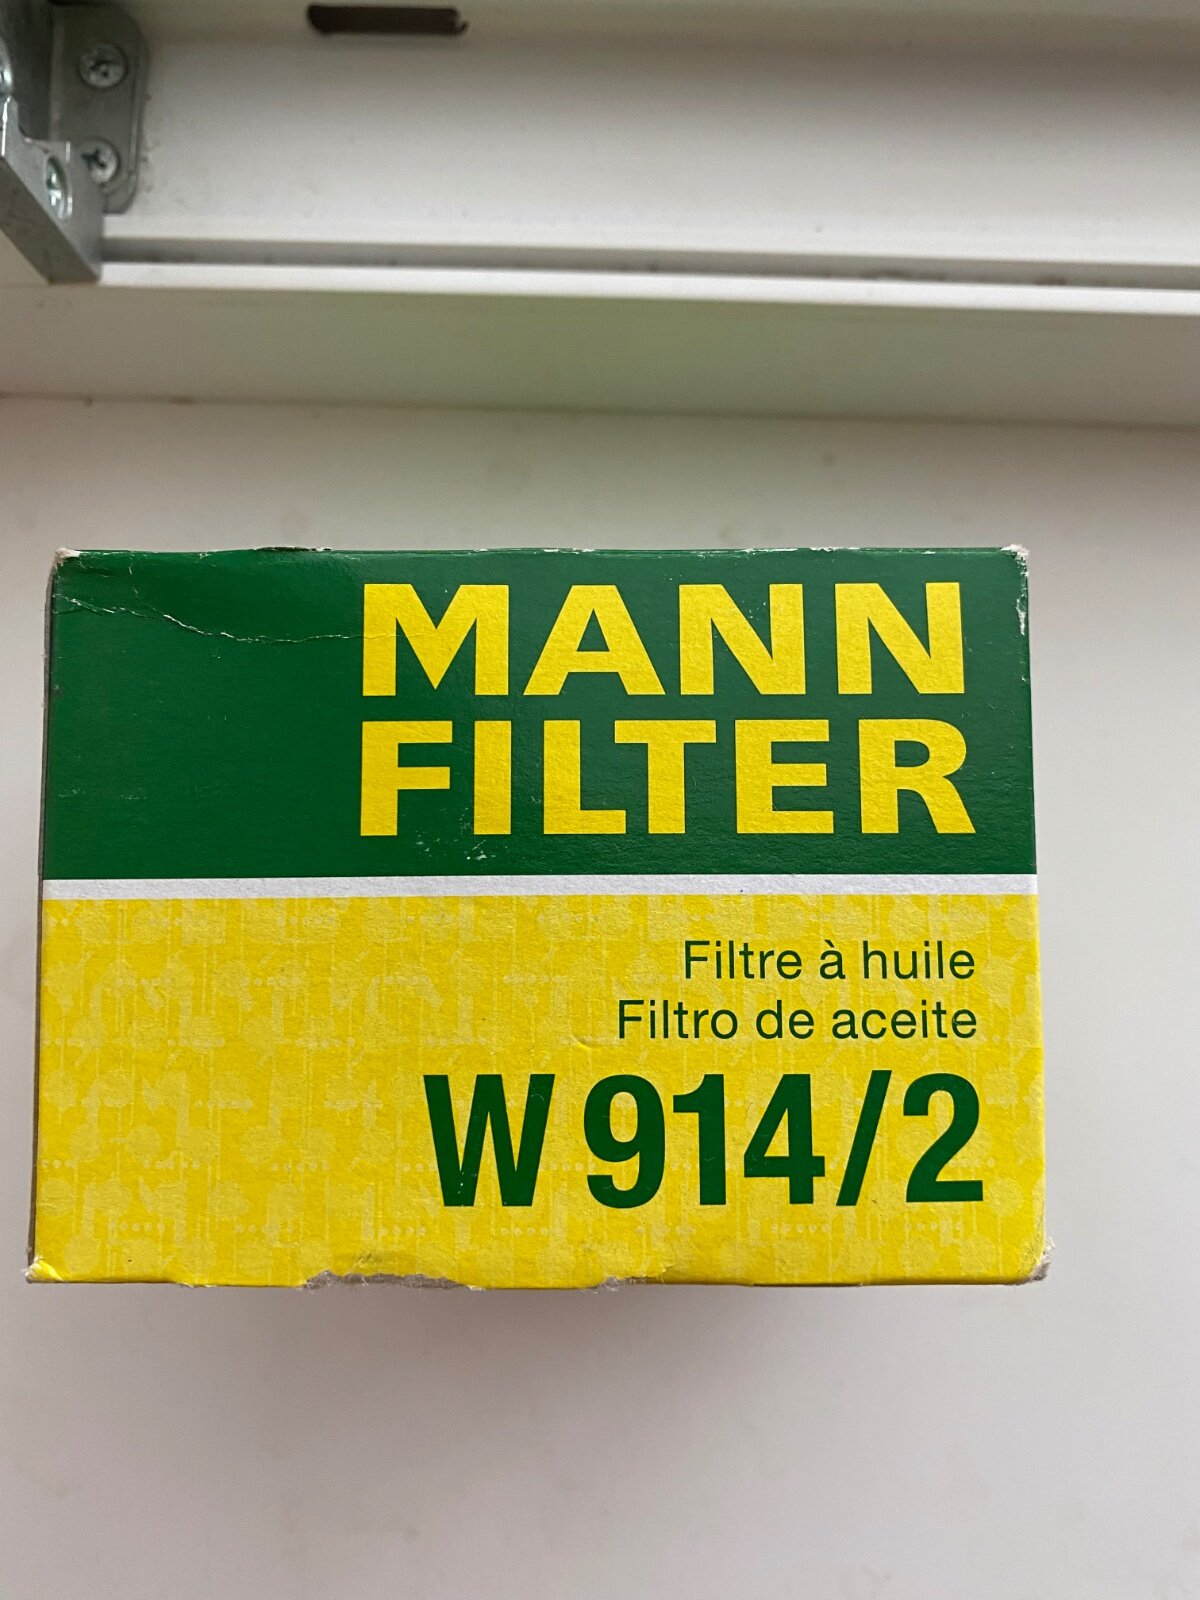 MANN
FILTER
Filtre à huile
Filtro de aceite
W 914/2